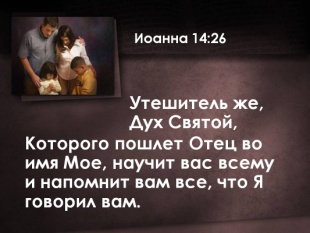 Иоанна 14:26
Утешитель же,
Дух Святой,
Которого пошлет Отец во
имя Мое, научит вас всему
и напомнит вам все, что Я
говорил вам.